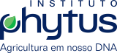 INSTITUTO
phytus
Agricultura em nosso DNA